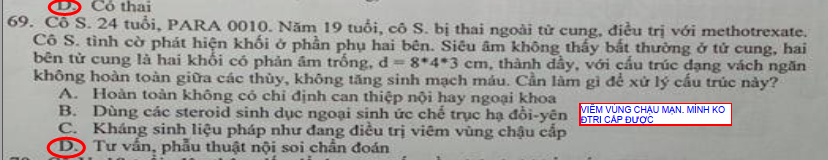 D. Có thai
69. Cô S. 24 tuổi, PARA 0010. Năm 19 tuổi, cô S. bị thai ngoài tử cung, điều trị với methotrexate.
Cô S. tình cờ phát hiện khối ở phần phụ hai bên. Siêu âm không thấy bất thường ở tử cung, hai
bên tử cung là hai khối có phản âm trống, d = 8*4*3 cm, thành dầy, với cấu trúc dạng vách ngăn
không hoàn toàn giữa các thùy, không tăng sinh mạch máu. Cần làm gì để xử lý cấu trúc này?
A. Hoàn toàn không có chỉ định can thiệp nội hay ngoại khoa
B. Dùng các steroid sinh dục ngoại sinh ức chế trục hạ đồi-yên
C. Kháng sinh liệu pháp như đang điều trị viêm vùng chậu cấp
D. Tư vấn, phẫu thuật nội soi chẩn đoán
VIÊM VÙNG CHẬU MẠN. MÌNH KO
ĐTRI CẤP ĐƯỢC